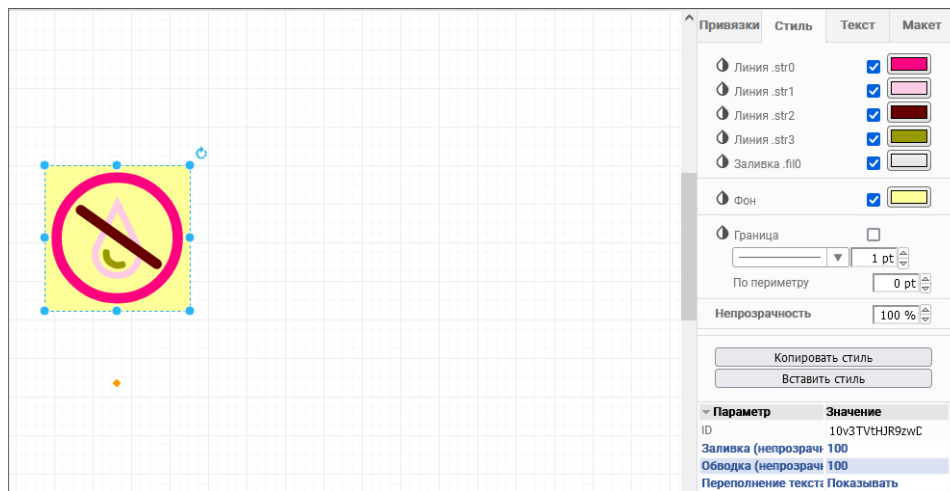 Привязки Стиль Текст Макет
Линия .str0
Линия .str1
Линия .str2
Линия .str3
Заливка .fil0
Фон
Граница
1 pt
По периметру 0 pt
Непрозрачность 100 %
Копировать стиль
Вставить стиль
Параметр Значение
ID 10v3TVtHJR9zwD
Заливка (непрозрачн 100
Обводка (непрозрачн 100
Переполнение текста Показывать